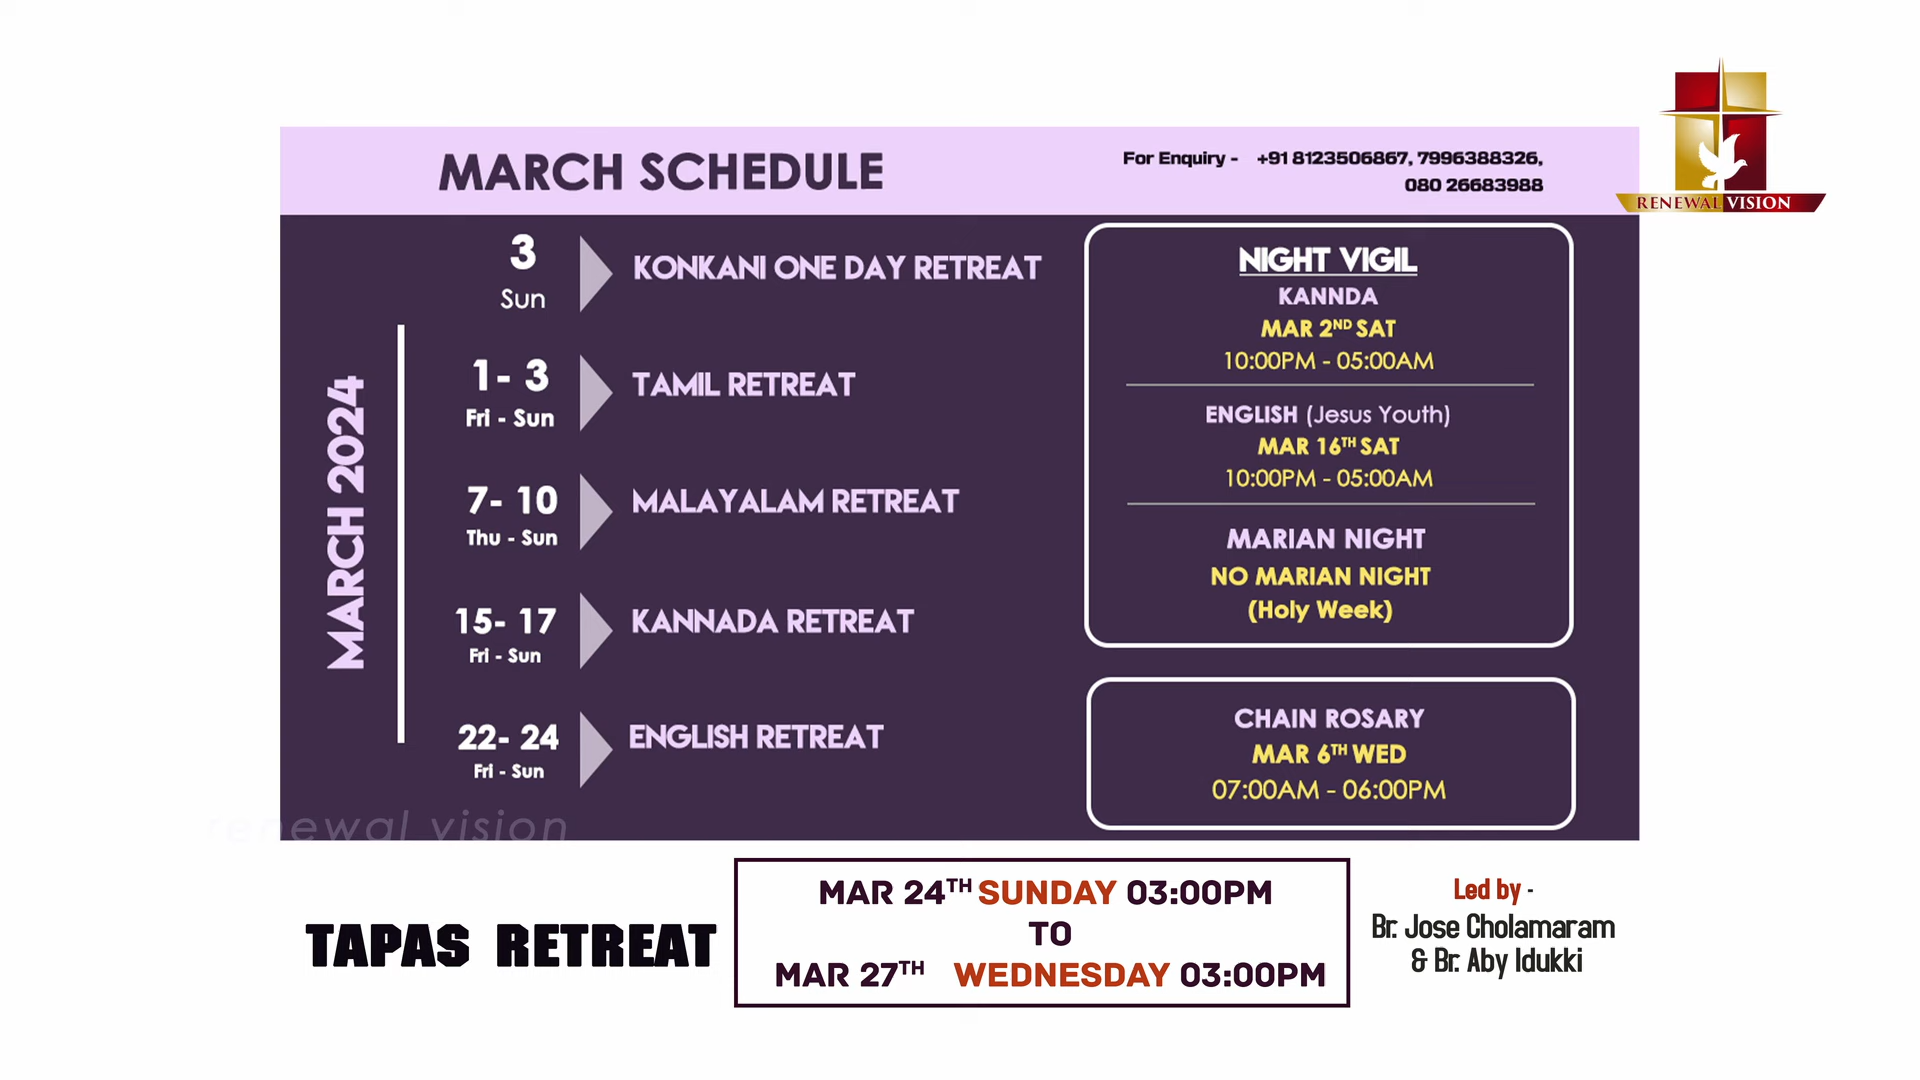 MARCH SCHEDULE
For Enquiry - +91 8123506867, 7996388326,
080 26683988
RENEWAL VISION
MARCH 2024
3
Sun
KONKANI ONE DAY RETREAT
1- 3
Fri - Sun
TAMIL RETREAT
7- 10
Thu - Sun
MALAYALAM RETREAT
15- 17
Fri - Sun
KANNADA RETREAT
22- 24
Fri - Sun
ENGLISH RETREAT
NIGHT VIGIL
KANNDA
MAR 2ND SAT
10:00PM - 05:00AM
ENGLISH (Jesus Youth)
MAR 16TH SAT
10:00PM - 05:00AM
MARIAN NIGHT
NO MARIAN NIGHT
(Holy Week)
CHAIN ROSARY
MAR 6TH WED
07:00AM - 06:00PM
renewal vision
TAPAS RETREAT
MAR 24TH SUNDAY 03:00PM
TO
MAR 27TH WEDNESDAY 03:00PM
Led by -
Br. Jose Cholamaram
& Br. Aby Idukki